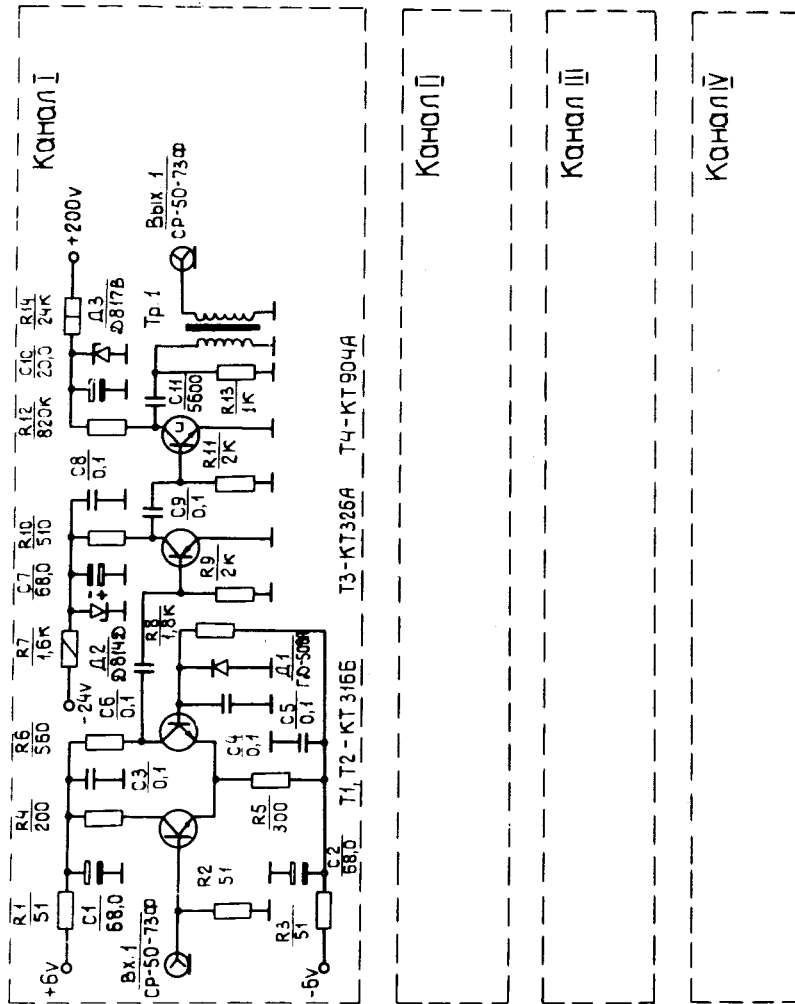 Канал I
R1
51
+6v
C1
68,0
R4
200
C3
0,1
R6
560
C6
0,1
-24v
R7
1,6K
Д2
Д814Д
C7
68,0
- +
R10
510
C8
0,1
R12
820K
C10
20,0
R14
24K
Д3
Д817В
+200v
Вх.1
СР-50-73Ф
R2
51
R8
1,8K
R9
2K
C9
0,1
R11
2K
C11
5600
R13
1K
Тр.1
Вых.1
СР-50-73Ф
-6v
R3
51
C2
68,0
R5
300
C4
0,1
C5
0,1
Д1
T1,T2-КТ316Б
T3-КТ326А
T4-КТ904А
Канал II
Канал III
Канал IV